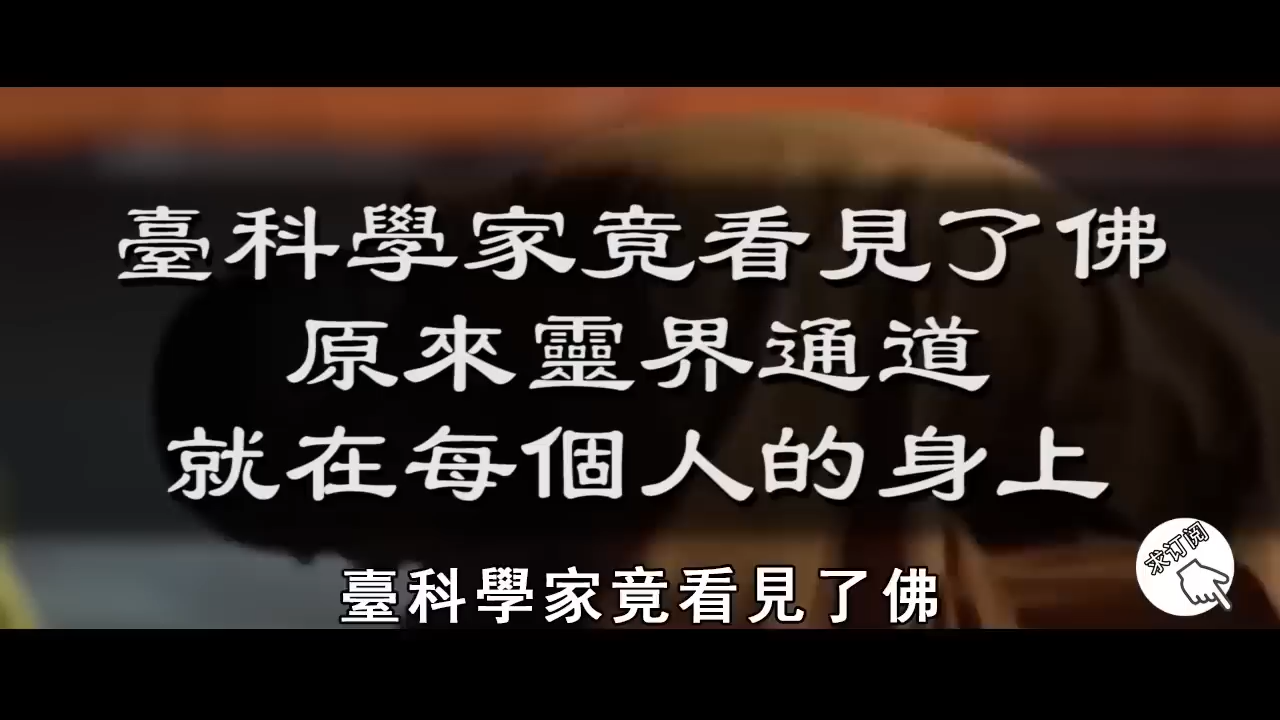 臺科學家竟看見了佛
原來靈界通道
就在每個人的身上
求订阅
臺科學家竟看見了佛